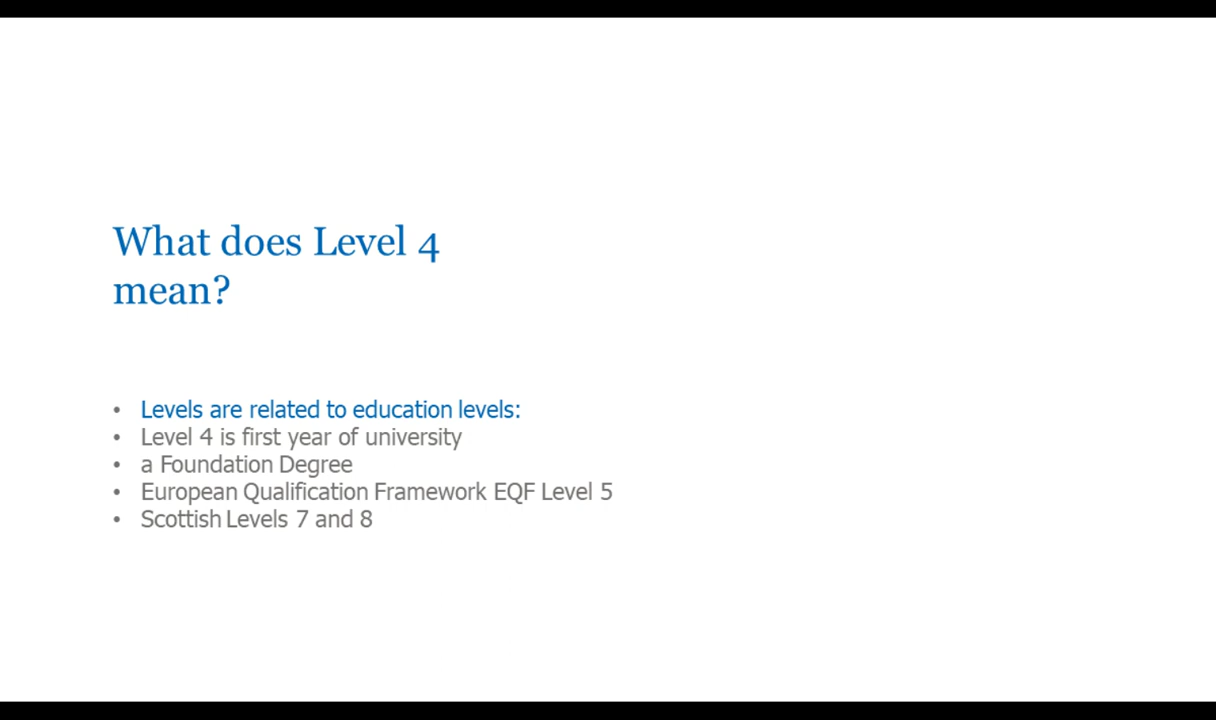 What does Level 4
mean?
• Levels are related to education levels:
• Level 4 is first year of university
• a Foundation Degree
• European Qualification Framework EQF Level 5
• Scottish Levels 7 and 8